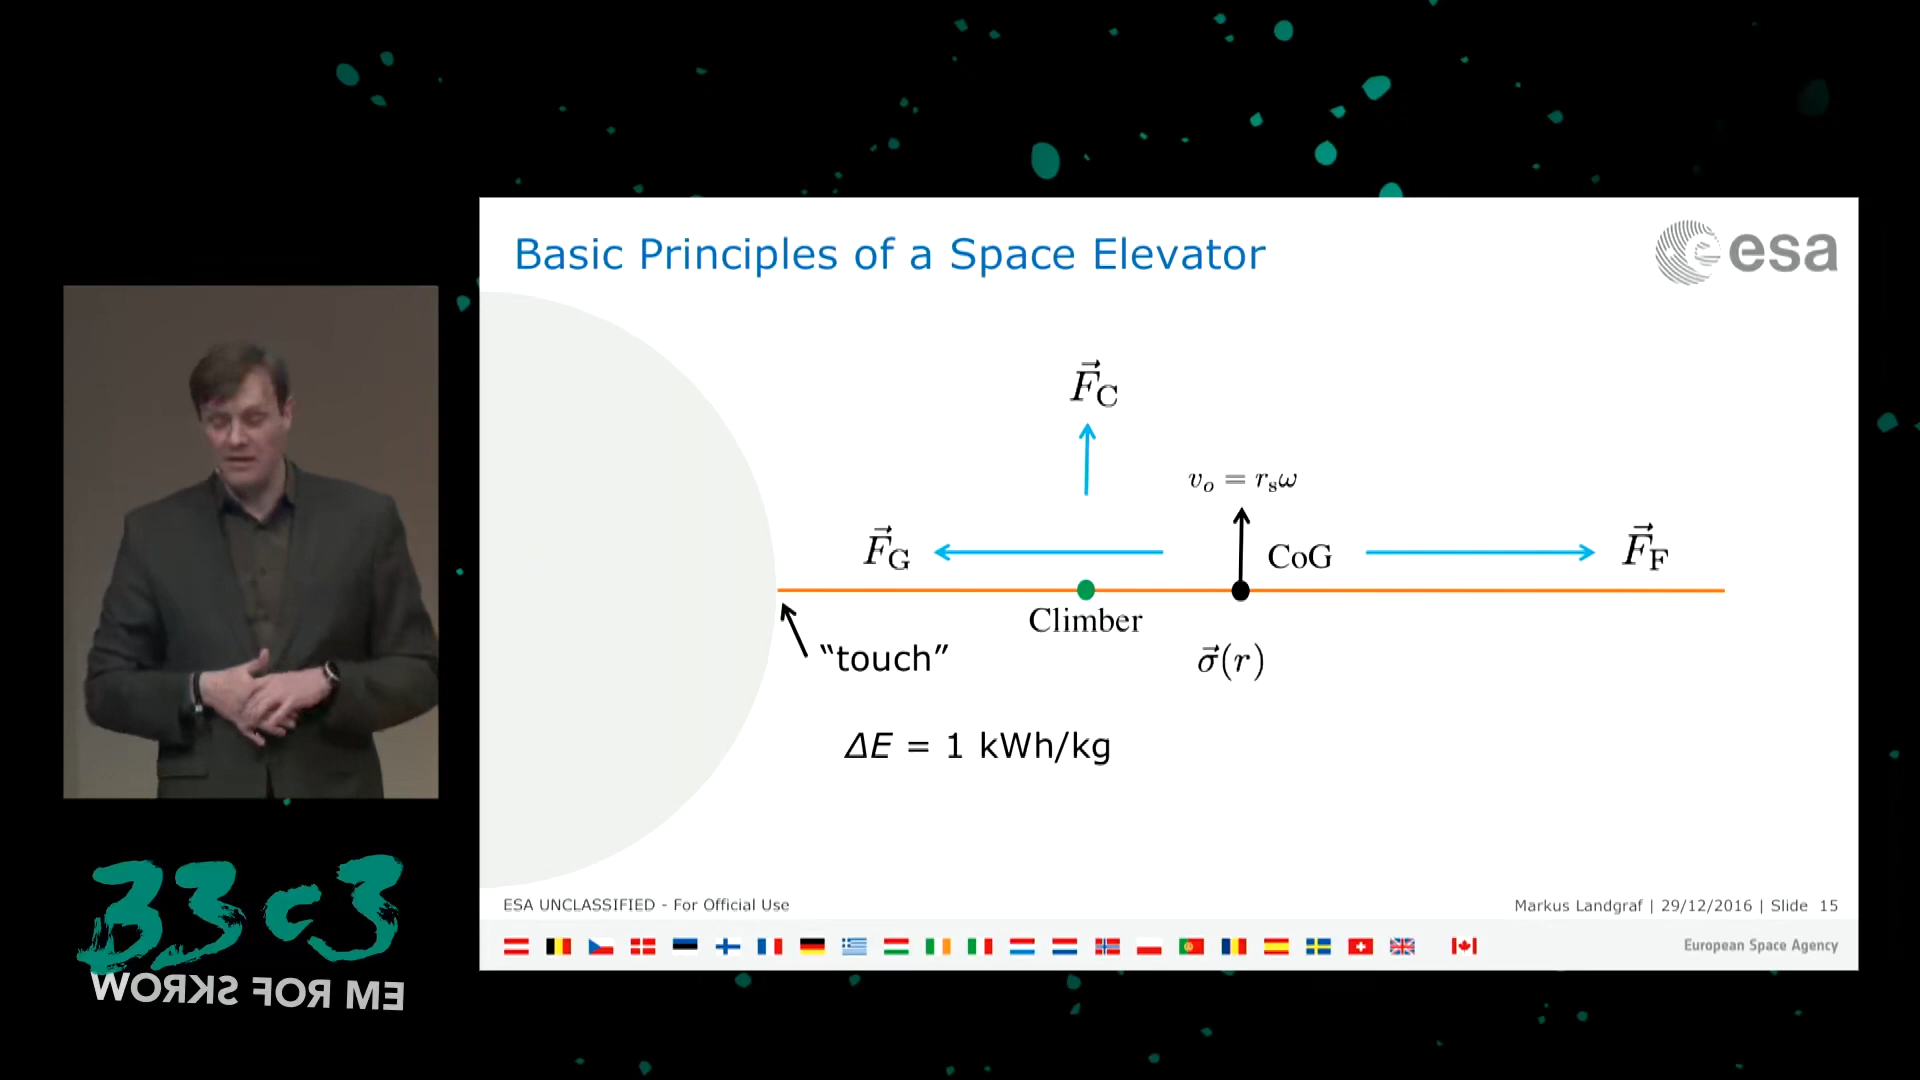 Basic Principles of a Space Elevator
esa
F⃗C
vₒ = rₛω
F⃗G
CoG
F⃗F
Climber
“touch”
σ⃗(r)
ΔE = 1 kWh/kg
ESA UNCLASSIFIED - For Official Use
Markus Landgraf | 29/12/2016 | Slide 15
European Space Agency
33c3
WORKS FOR ME